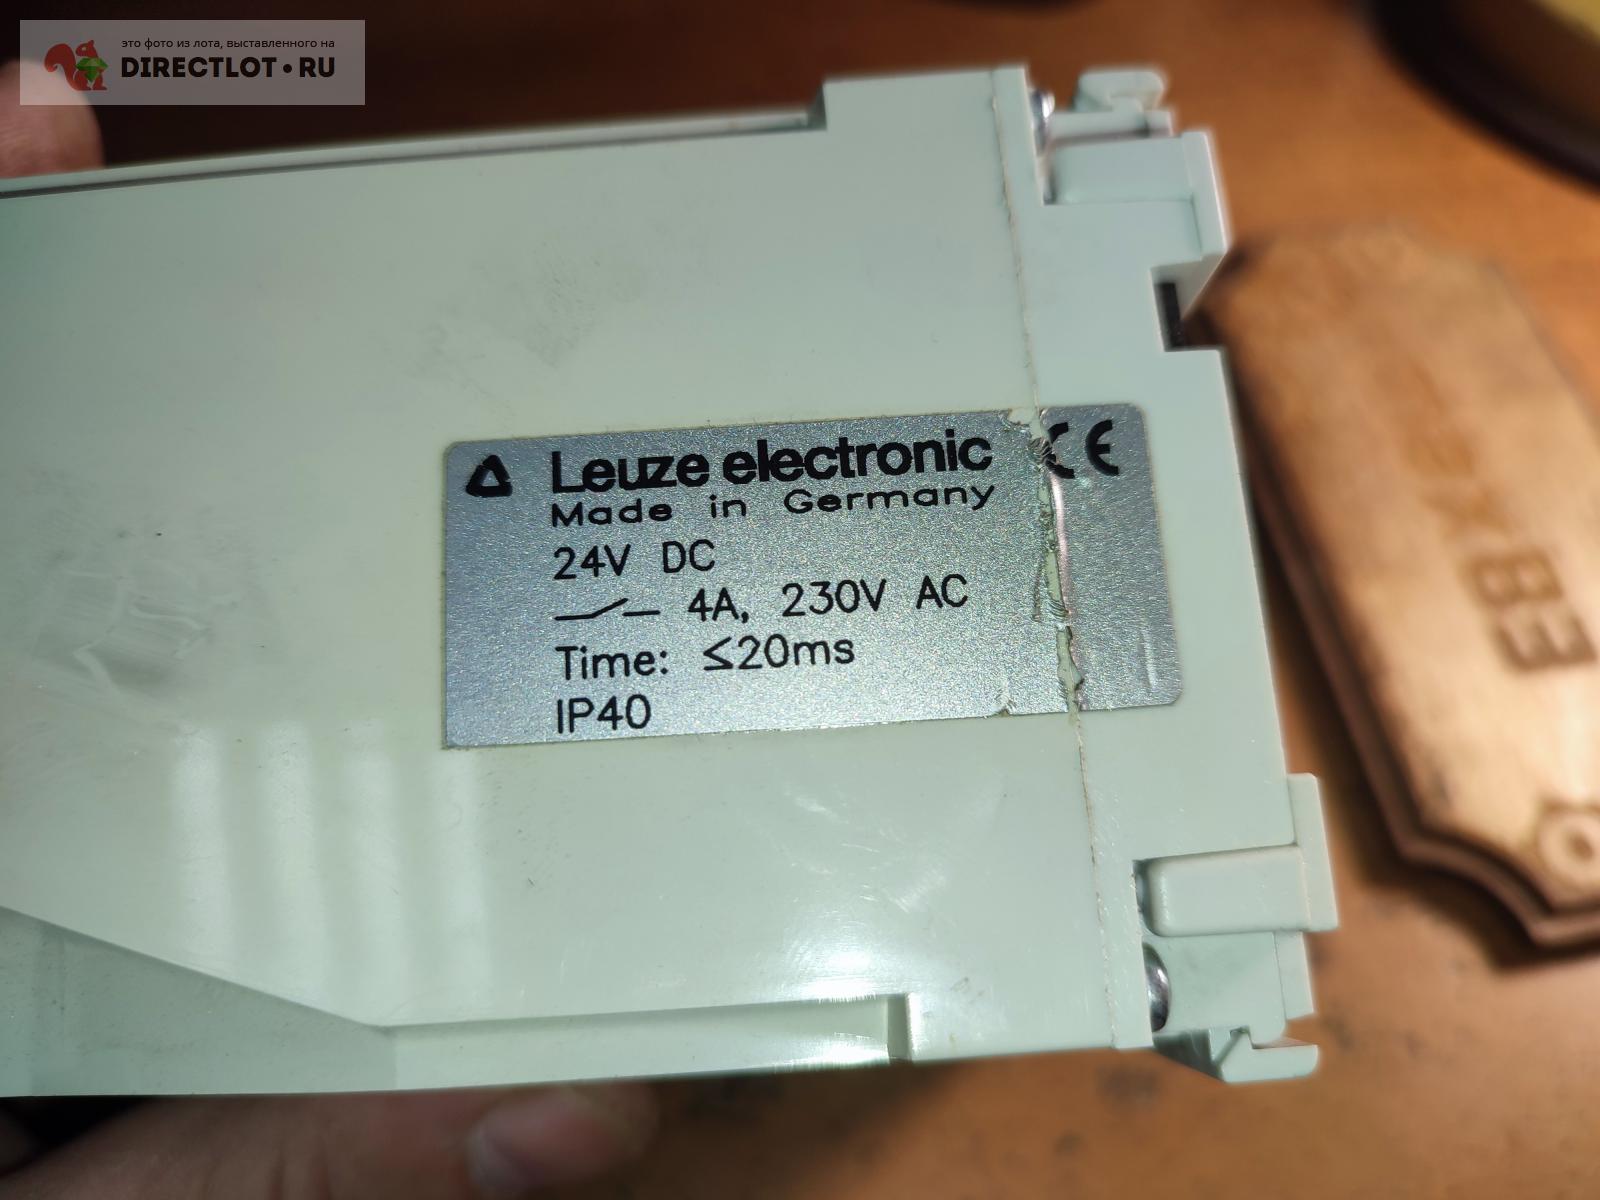 это фото из лота, выставленного на
DIRECTLOT.RU
Leuze electronic CE
Made in Germany
24V DC
4A, 230V AC
Time: ≤20ms
IP40